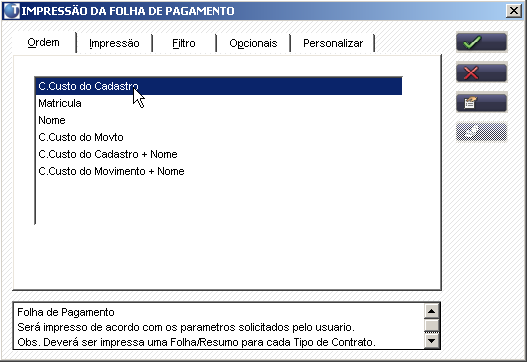 IMPRESSÃO DA FOLHA DE PAGAMENTO
Ordem Impressão Filtro Opcionais Personalizar
C.Custo do Cadastro
Matricula
Nome
C.Custo do Movto
C.Custo do Cadastro + Nome
C.Custo do Movimento + Nome
Folha de Pagamento
Será impresso de acordo com os parametros solicitados pelo usuario.
Obs. Deverá ser impressa uma Folha/Resumo para cada Tipo de Contrato.